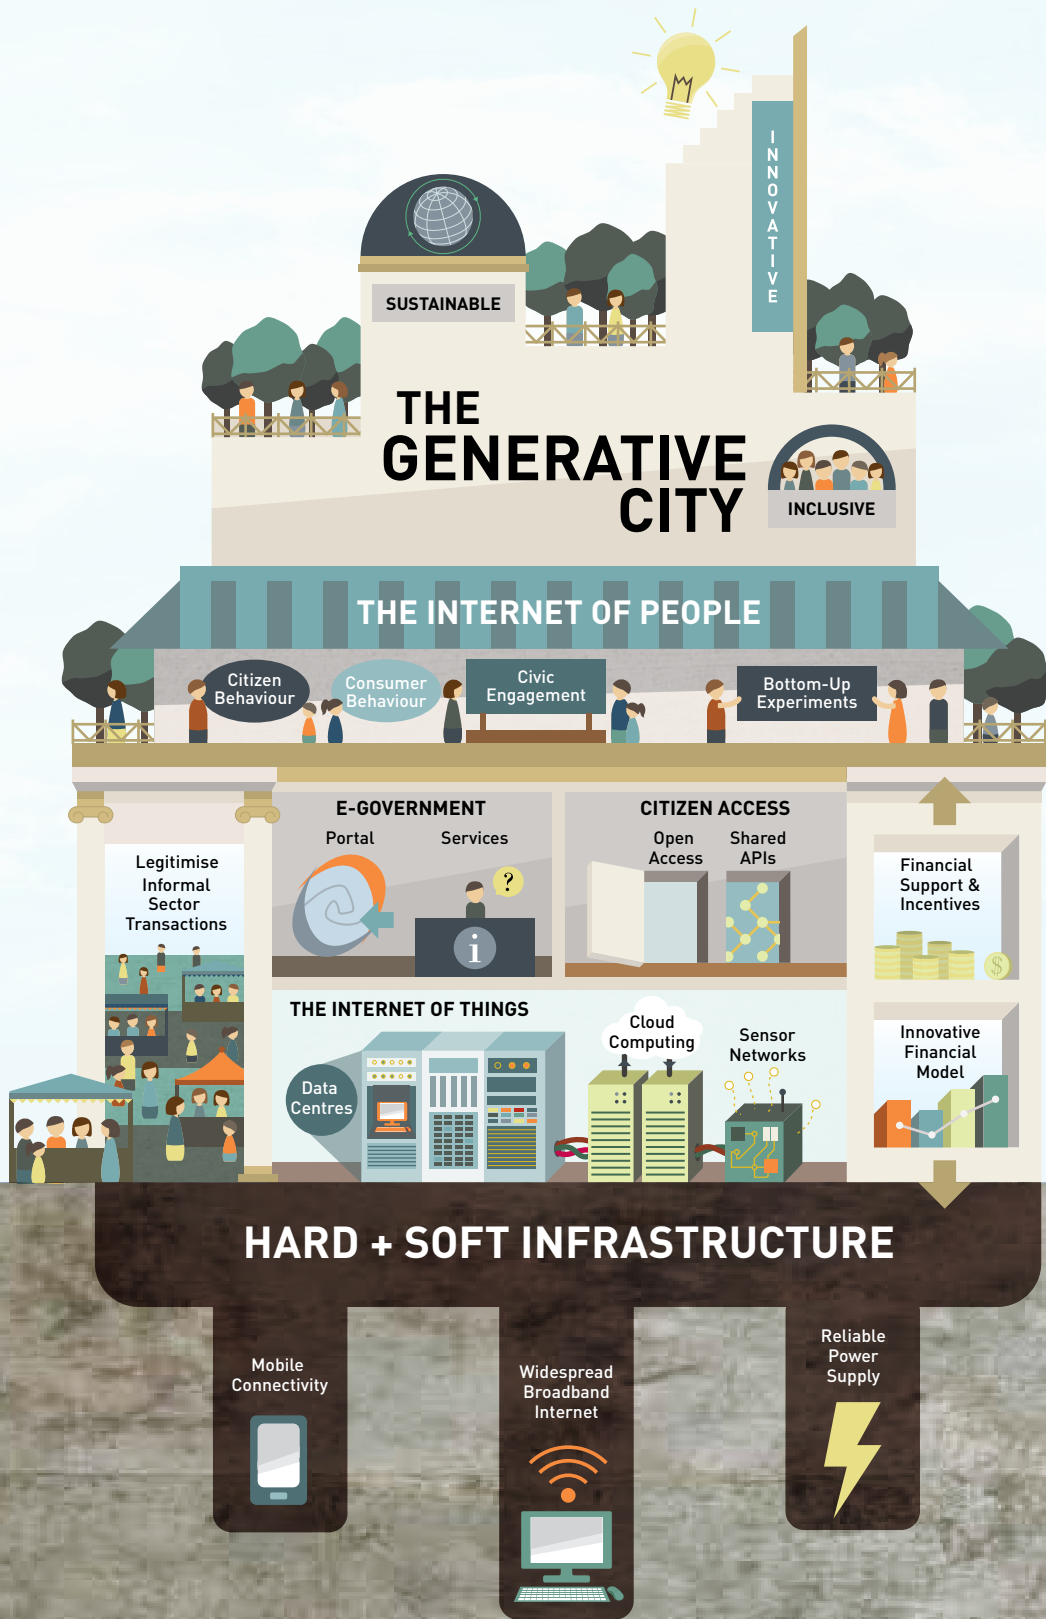 INNOVATIVE
SUSTAINABLE
THE
GENERATIVE
CITY
INCLUSIVE
THE INTERNET OF PEOPLE
Citizen
Behaviour
Consumer
Behaviour
Civic
Engagement
Bottom-Up
Experiments
Legitimise
Informal
Sector
Transactions
E-GOVERNMENT
Portal
Services
?
i
CITIZEN ACCESS
Open
Access
Shared
APIs
Financial
Support &
Incentives
$
THE INTERNET OF THINGS
Data
Centres
Cloud
Computing
Sensor
Networks
Innovative
Financial
Model
HARD + SOFT INFRASTRUCTURE
Mobile
Connectivity
Widespread
Broadband
Internet
Reliable
Power
Supply